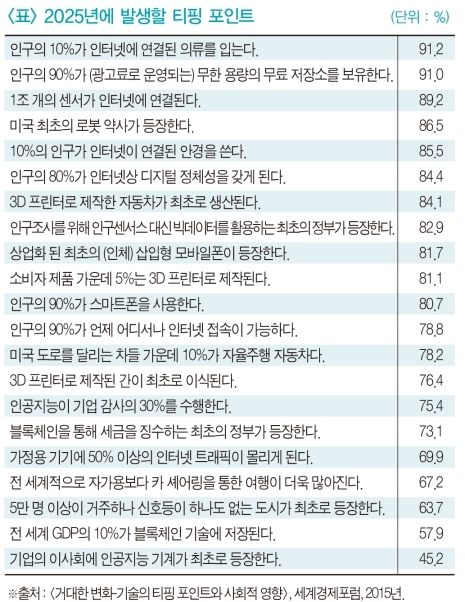 <표> 2025년에 발생할 티핑 포인트 (단위 : %)
인구의 10%가 인터넷에 연결된 의류를 입는다. 91.2
인구의 90%가 (광고료로 운영되는) 무한 용량의 무료 저장소를 보유한다. 91.0
1조 개의 센서가 인터넷에 연결된다. 89.2
미국 최초의 로봇 약사가 등장한다. 86.5
10%의 인구가 인터넷이 연결된 안경을 쓴다. 85.5
인구의 80%가 인터넷상 디지털 정체성을 갖게 된다. 84.4
3D 프린터로 제작한 자동차가 최초로 생산된다. 84.1
인구조사를 위해 인구센서스 대신 빅데이터를 활용하는 최초의 정부가 등장한다. 82.9
상업화 된 최초의 (인체) 삽입형 모바일폰이 등장한다. 81.7
소비자 제품 가운데 5%는 3D 프린터로 제작된다. 81.1
인구의 90%가 스마트폰을 사용한다. 80.7
인구의 90%가 언제 어디서나 인터넷 접속이 가능하다. 78.8
미국 도로를 달리는 차들 가운데 10%가 자율주행 자동차다. 78.2
3D 프린터로 제작된 간이 최초로 이식된다. 76.4
인공지능이 기업 감사의 30%를 수행한다. 75.4
블록체인을 통해 세금을 징수하는 최초의 정부가 등장한다. 73.1
가정용 기기에 50% 이상의 인터넷 트래픽이 몰리게 된다. 69.9
전 세계적으로 자가용보다 카 셰어링을 통한 여행이 더욱 많아진다. 67.2
5만 명 이상이 거주하나 신호등이 하나도 없는 도시가 최초로 등장한다. 63.7
전 세계 GDP의 10%가 블록체인 기술에 저장된다. 57.9
기업의 이사회에 인공지능 기계가 최초로 등장한다. 45.2
※출처 : 〈거대한 변화-기술의 티핑 포인트와 사회적 영향〉, 세계경제포럼, 2015년.